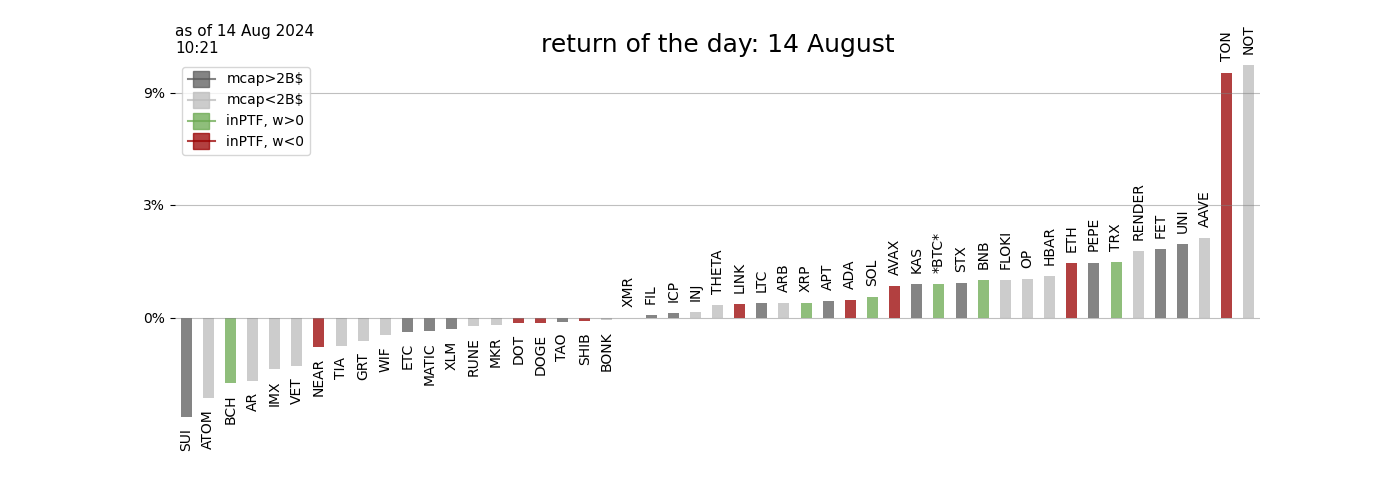 as of 14 Aug 2024
10:21
return of the day: 14 August
mcap>2B$
mcap<2B$
inPTF, w>0
inPTF, w<0
9%
3%
0%
SUI
ATOM
BCH
AR
IMX
VET
NEAR
TIA
GRT
WIF
ETC
MATIC
XLM
RUNE
MKR
DOT
DOGE
TAO
SHIB
BONK
XMR
FIL
ICP
INJ
THETA
LINK
LTC
ARB
XRP
APT
ADA
SOL
AVAX
KAS
*BTC*
STX
BNB
FLOKI
OP
HBAR
ETH
PEPE
TRX
RENDER
FET
UNI
AAVE
TON
NOT